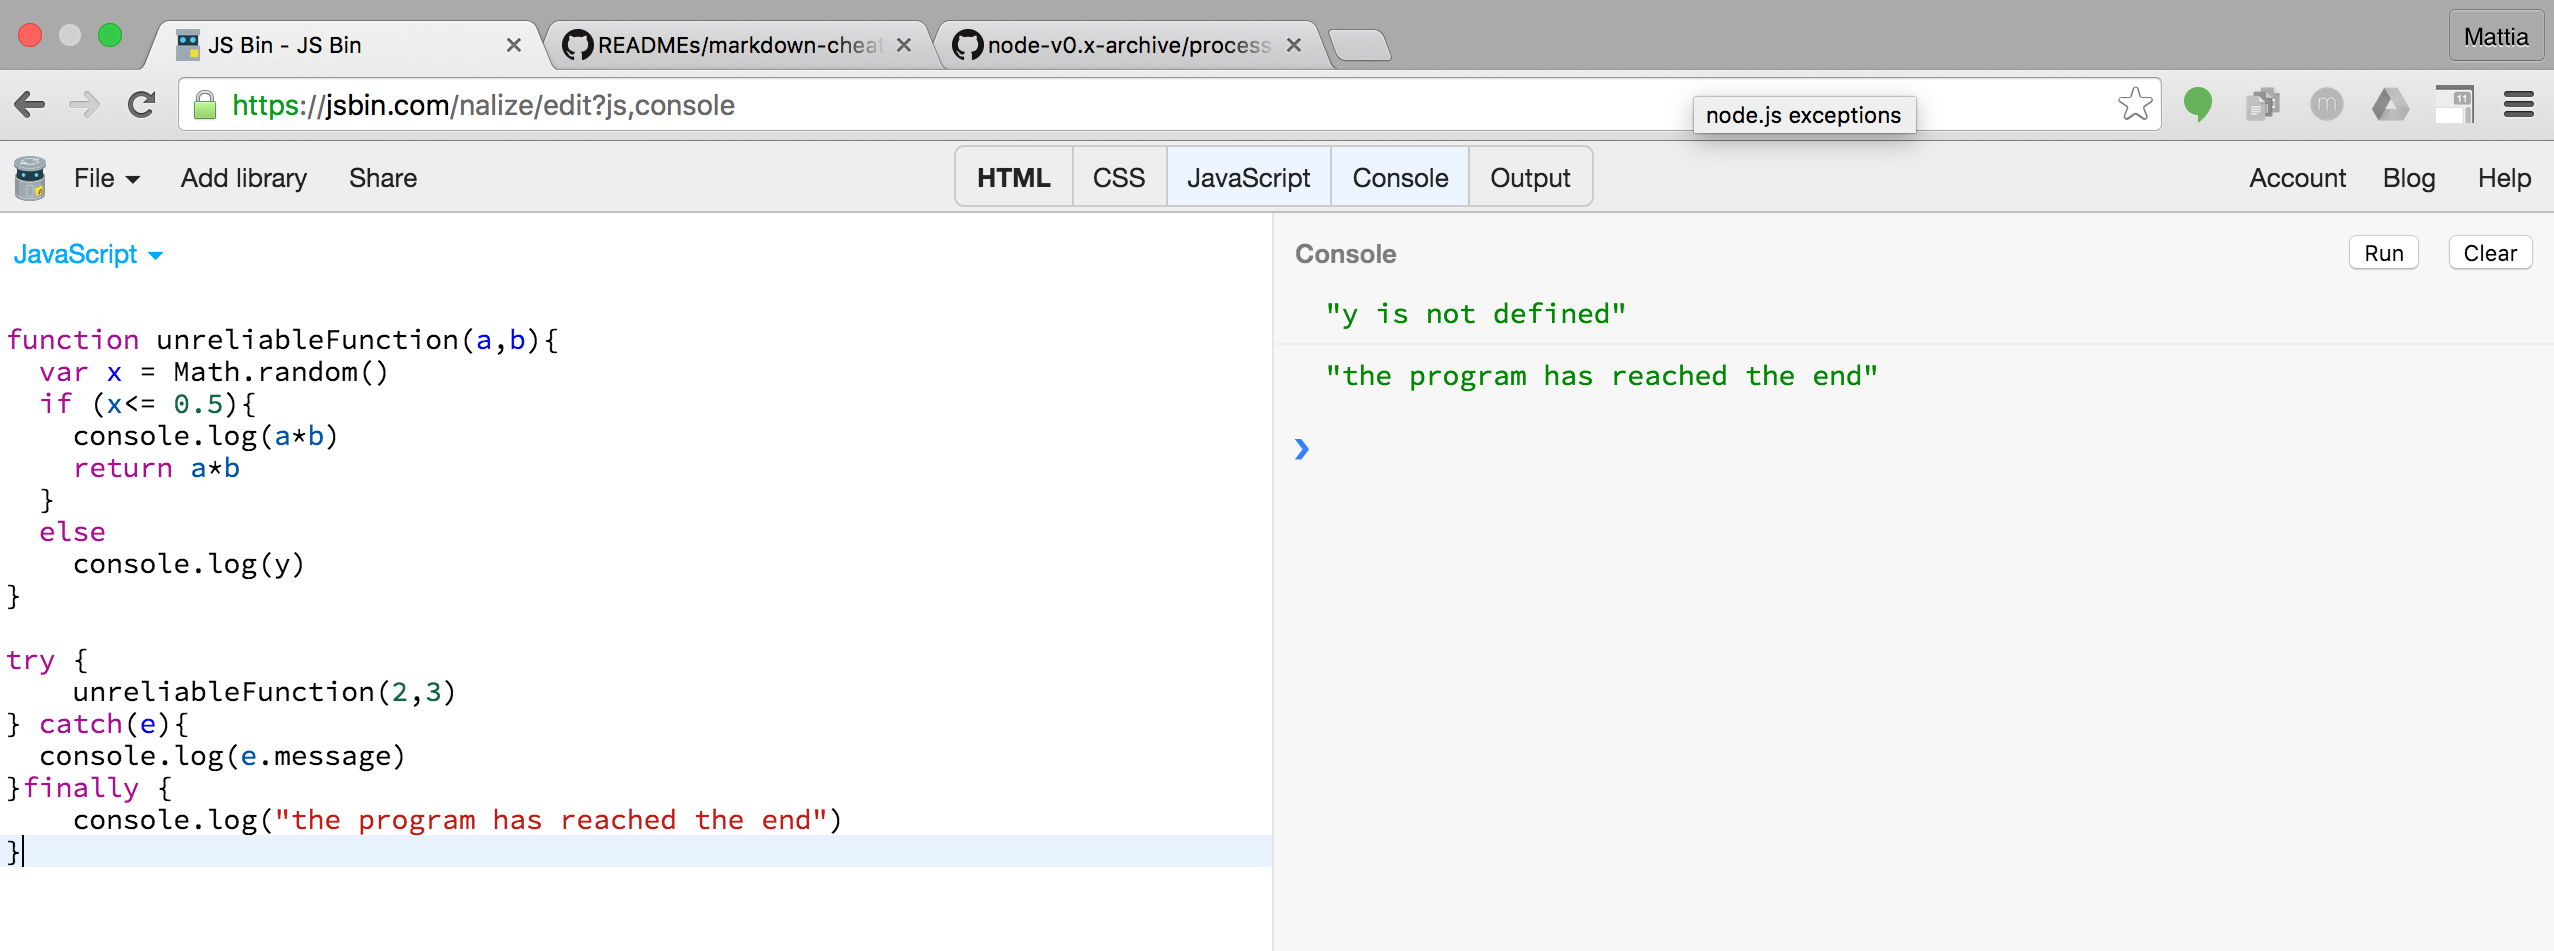 JS Bin - JS Bin
READMEs/markdown-cheat
node-v0.x-archive/process
Mattia
https://jsbin.com/nalize/edit?js,console
node.js exceptions
11
m
File
Add library
Share
HTML
CSS
JavaScript
Console
Output
Account
Blog
Help
JavaScript
function unreliableFunction(a,b){
  var x = Math.random()
  if (x<= 0.5){
    console.log(a*b)
    return a*b
  }
  else
    console.log(y)
}
try {
    unreliableFunction(2,3)
} catch(e){
  console.log(e.message)
}finally {
    console.log("the program has reached the end")
}
Console
Run
Clear
"y is not defined"
"the program has reached the end"